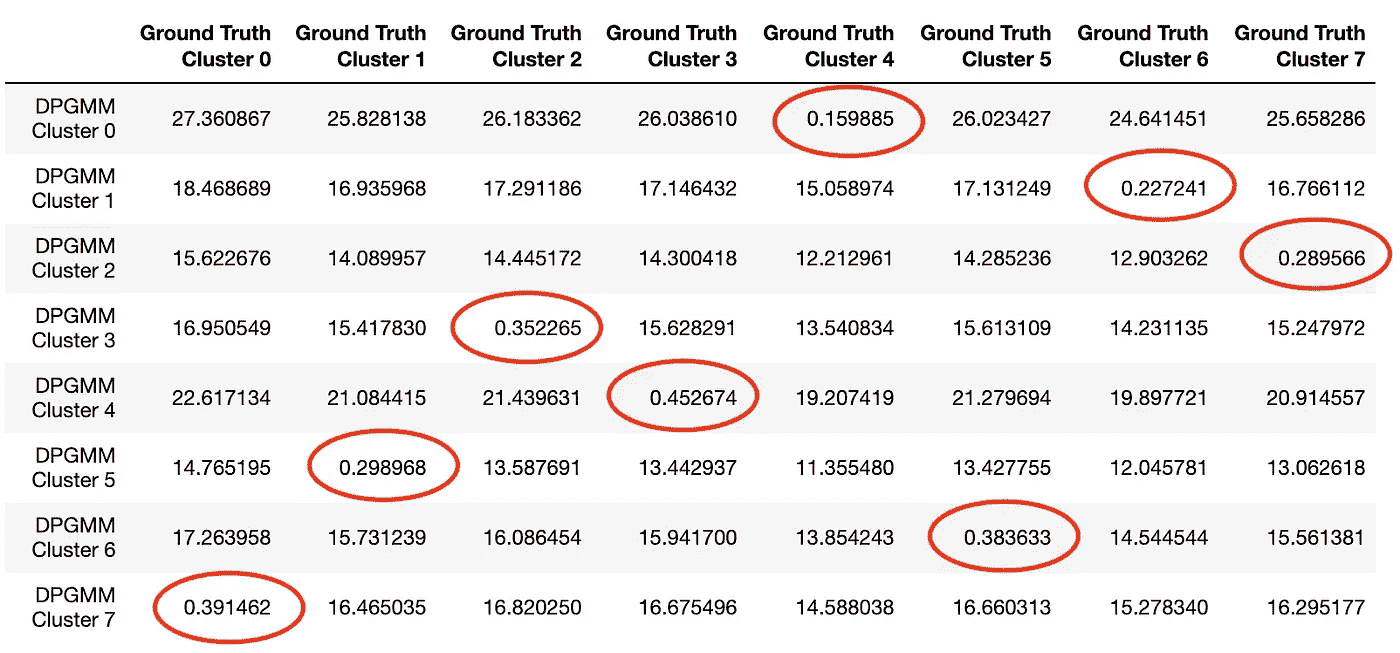 Ground Truth Ground Truth Ground Truth Ground Truth Ground Truth Ground Truth Ground Truth Ground Truth
Cluster 0 Cluster 1 Cluster 2 Cluster 3 Cluster 4 Cluster 5 Cluster 6 Cluster 7
DPGMM
Cluster 0 27.360867 25.828138 26.183362 26.038610 0.159885 26.023427 24.641451 25.658286
DPGMM
Cluster 1 18.468689 16.935968 17.291186 17.146432 15.058974 17.131249 0.227241 16.766112
DPGMM
Cluster 2 15.622676 14.089957 14.445172 14.300418 12.212961 14.285236 12.903262 0.289566
DPGMM
Cluster 3 16.950549 15.417830 0.352265 15.628291 13.540834 15.613109 14.231135 15.247972
DPGMM
Cluster 4 22.617134 21.084415 21.439631 0.452674 19.207419 21.279694 19.897721 20.914557
DPGMM
Cluster 5 14.765195 0.298968 13.587691 13.442937 11.355480 13.427755 12.045781 13.062618
DPGMM
Cluster 6 17.263958 15.731239 16.086454 15.941700 13.854243 0.383633 14.544544 15.561381
DPGMM
Cluster 7 0.391462 16.465035 16.820250 16.675496 14.588038 16.660313 15.278340 16.295177